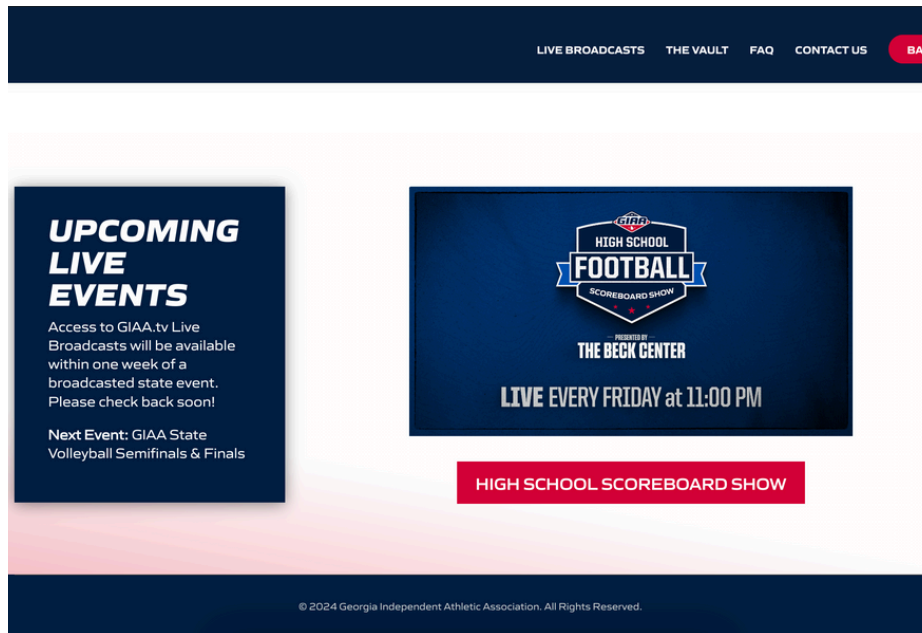 LIVE BROADCASTS THE VAULT FAQ CONTACT US BA
UPCOMING
LIVE
EVENTS
Access to GIAA.tv Live
Broadcasts will be available
within one week of a
broadcasted state event.
Please check back soon!
Next Event: GIAA State
Volleyball Semifinals & Finals
GIAA
HIGH SCHOOL
FOOTBALL
SCOREBOARD SHOW
PRESENTED BY
THE BECK CENTER
LIVE EVERY FRIDAY at 11:00 PM
HIGH SCHOOL SCOREBOARD SHOW
© 2024 Georgia Independent Athletic Association. All Rights Reserved.